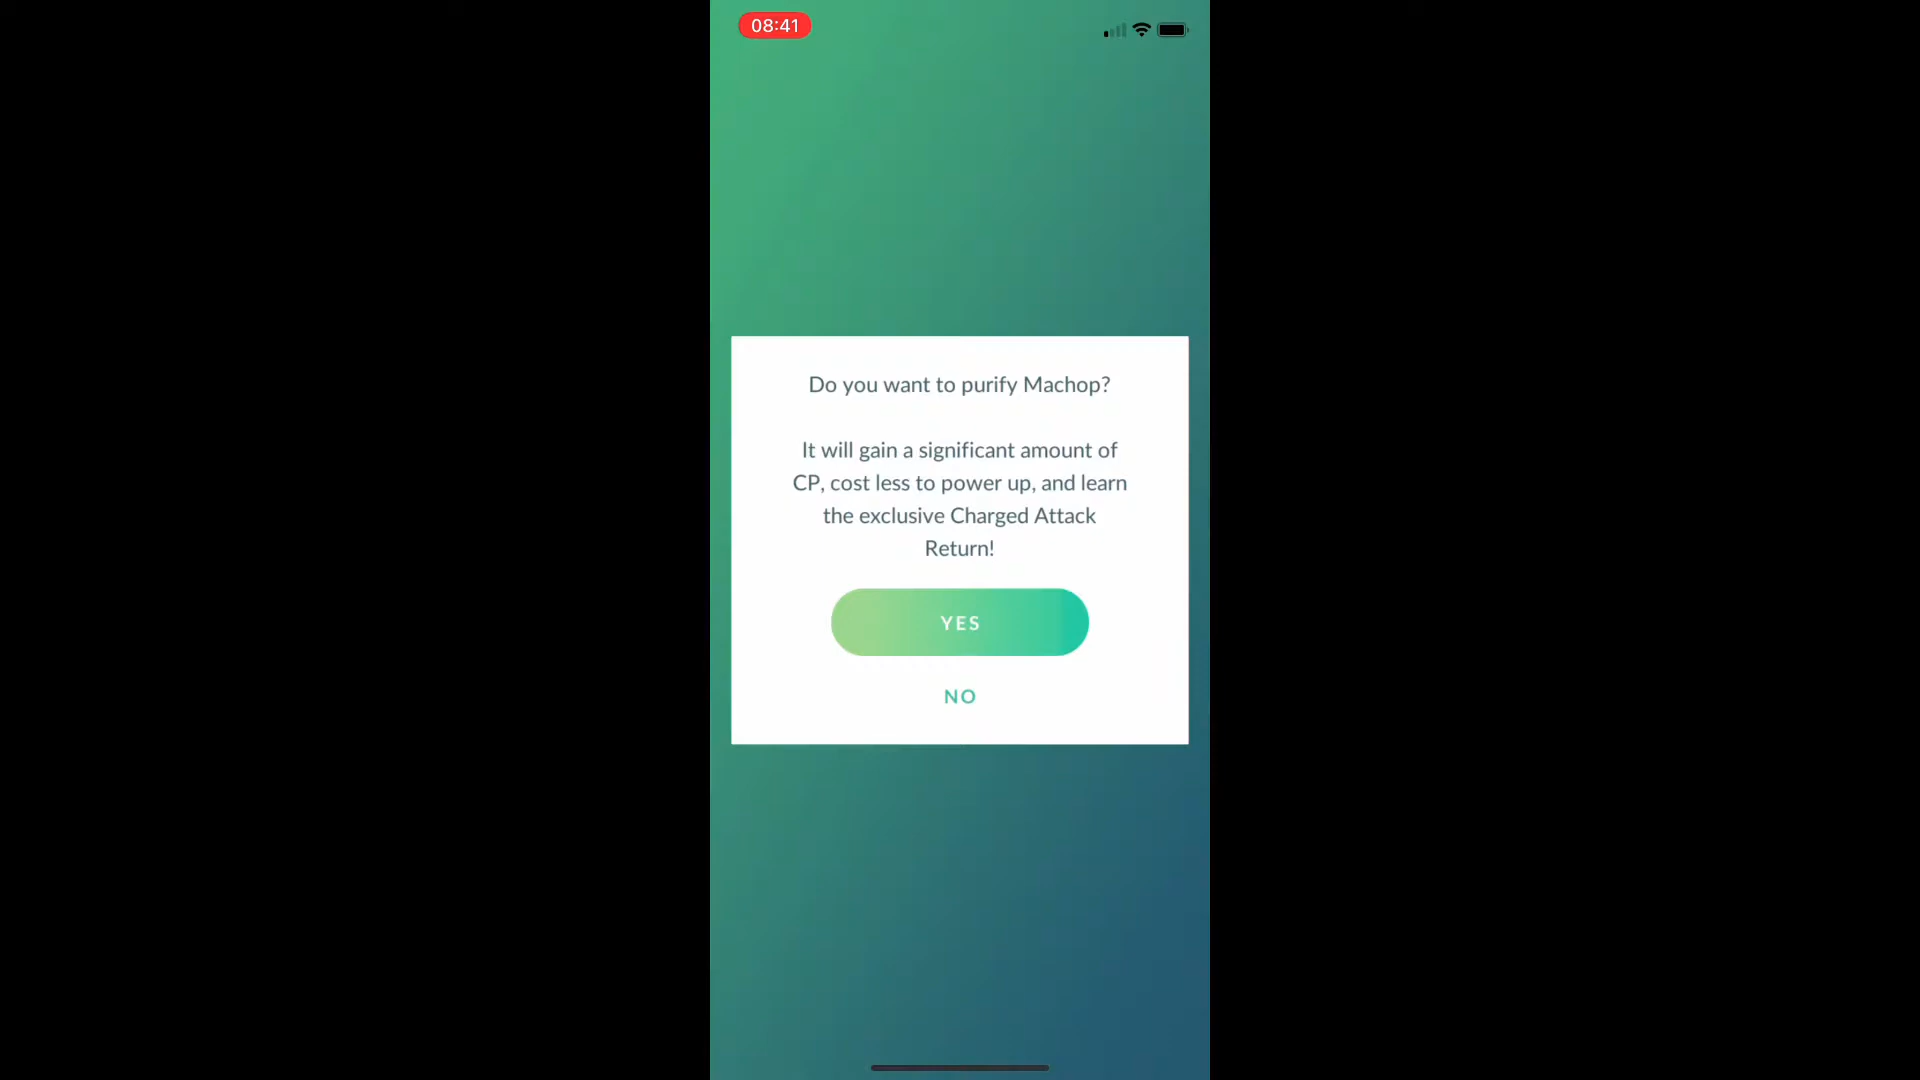 08:41
Do you want to purify Machop?
It will gain a significant amount of
CP, cost less to power up, and learn
the exclusive Charged Attack
Return!
YES
NO